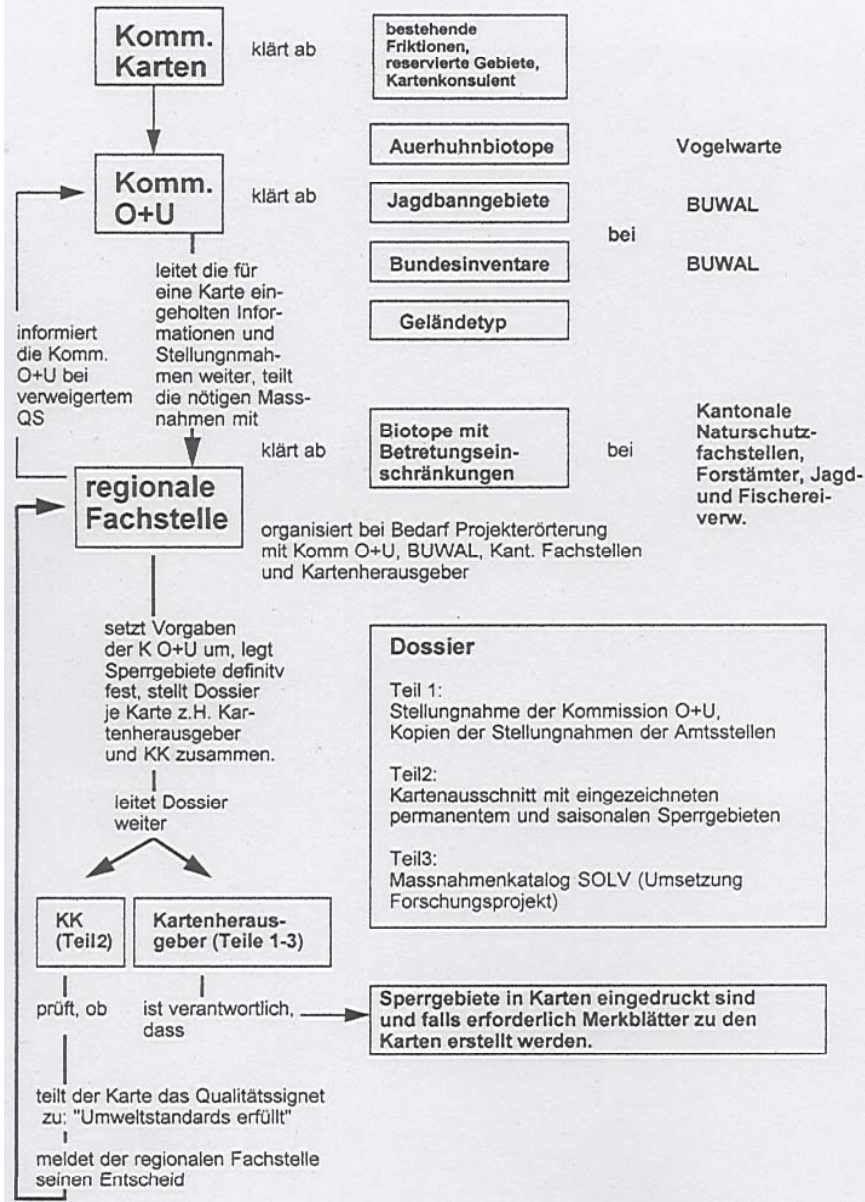 Komm.
Karten
klärt ab
bestehende
Friktionen,
reservierte Gebiete,
Kartenkonsulent
Komm.
O+U
klärt ab
Auerhuhnbiotope
Vogelwarte
Jagdbanngebiete
BUWAL
bei
Bundesinventare
BUWAL
Geländetyp
leitet die für
eine Karte ein-
geholten Infor-
mationen und
Stellungnmah-
men weiter, teilt
die nötigen Mass-
nahmen mit
informiert
die Komm.
O+U bei
verweigertem
QS
klärt ab
Biotope mit
Betretungsein-
schränkungen
bei
Kantonale
Naturschutz-
fachstellen,
Forstämter, Jagd-
und Fischerei-
verw.
regionale
Fachstelle
organisiert bei Bedarf Projekterörterung
mit Komm O+U, BUWAL, Kant. Fachstellen
und Kartenherausgeber
setzt Vorgaben
der K O+U um, legt
Sperrgebiete definitv
fest, stellt Dossier
je Karte z.H. Kar-
tenherausgeber
und KK zusammen.
leitet Dossier
weiter
Dossier
Teil 1:
Stellungnahme der Kommission O+U,
Kopien der Stellungnahmen der Amtsstellen
Teil2:
Kartenausschnitt mit eingezeichneten
permanentem und saisonalen Sperrgebieten
Teil3:
Massnahmenkatalog SOLV (Umsetzung
Forschungsprojekt)
KK
(Teil2)
Kartenheraus-
geber (Teile 1-3)
prüft, ob
ist verantwortlich,
dass
Sperrgebiete in Karten eingedruckt sind
und falls erforderlich Merkblätter zu den
Karten erstellt werden.
teilt der Karte das Qualitätssignet
zu: "Umweltstandards erfüllt"
meldet der regionalen Fachstelle
seinen Entscheid